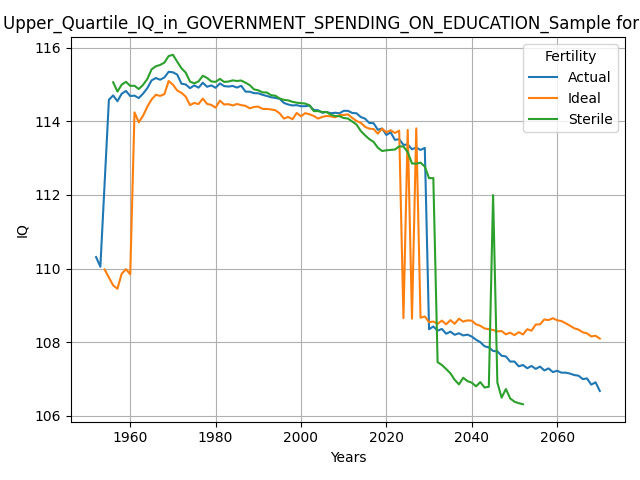 Upper_Quartile_IQ_in_GOVERNMENT_SPENDING_ON_EDUCATION_Sample for
Fertility
Actual
Ideal
Sterile
116
114
112
110
108
106
IQ
1960 1980 2000 2020 2040 2060
Years